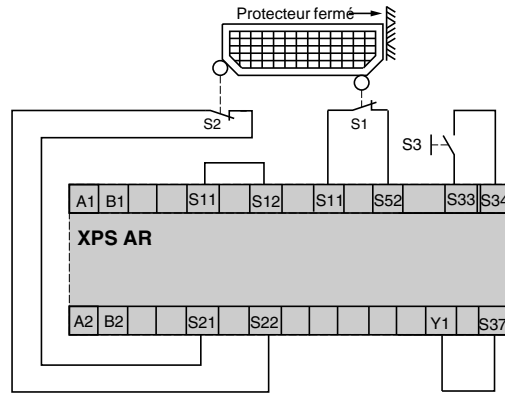 Protecteur fermé
S2
S1
S3
A1 B1 S11 S12 S11 S52 S33 S34
XPS AR
A2 B2 S21 S22 Y1 S37